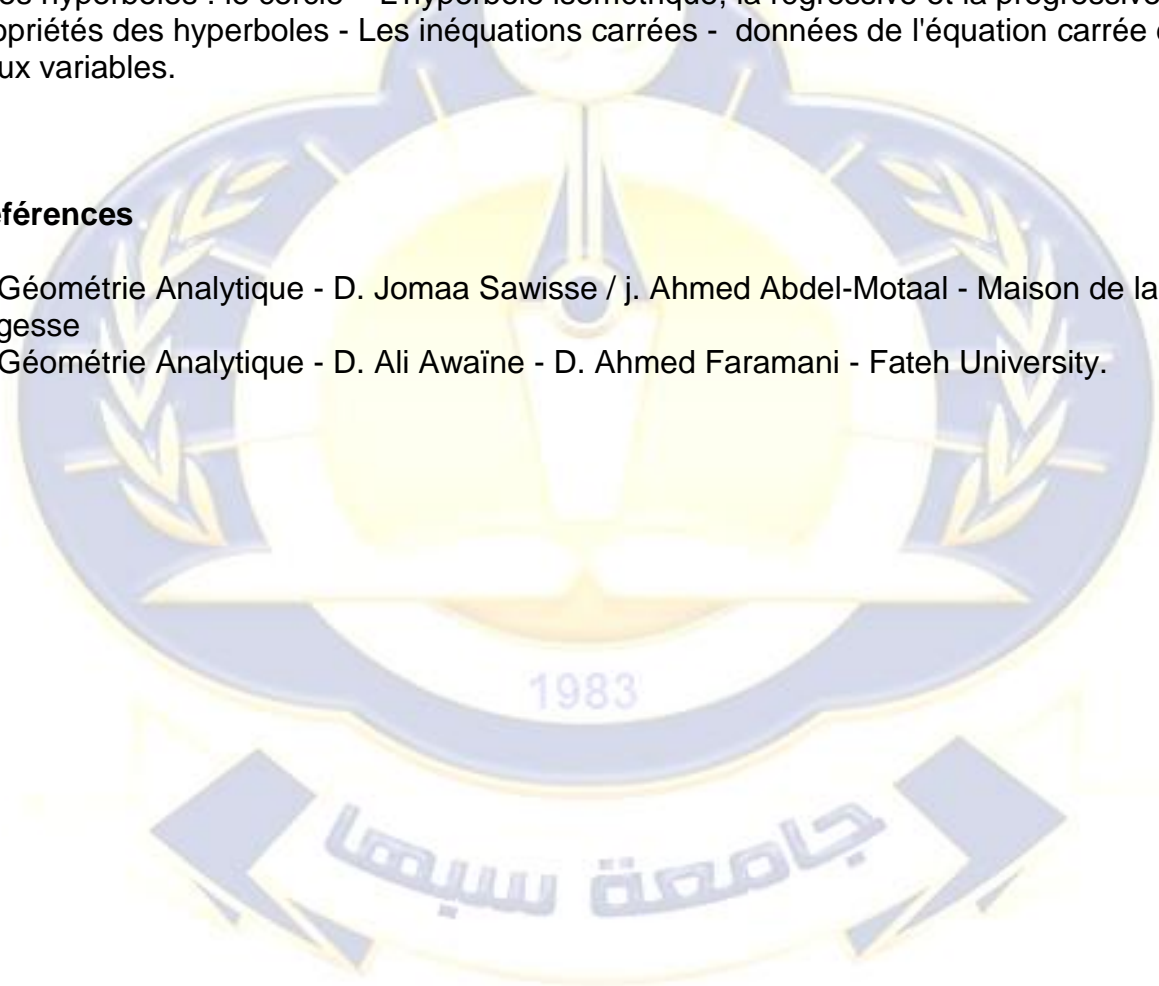 es hyperboles : le cercle – L'hyperbole isométrique, la régressive et la progressive
opriétés des hyperboles - Les inéquations carrées - données de l'équation carrée
ux variables.
éférences
Géométrie Analytique - D. Jomaa Sawisse / j. Ahmed Abdel-Motaal - Maison de la
gesse
Géométrie Analytique - D. Ali Awaïne - D. Ahmed Faramani - Fateh University.
1983
جامعة سبها